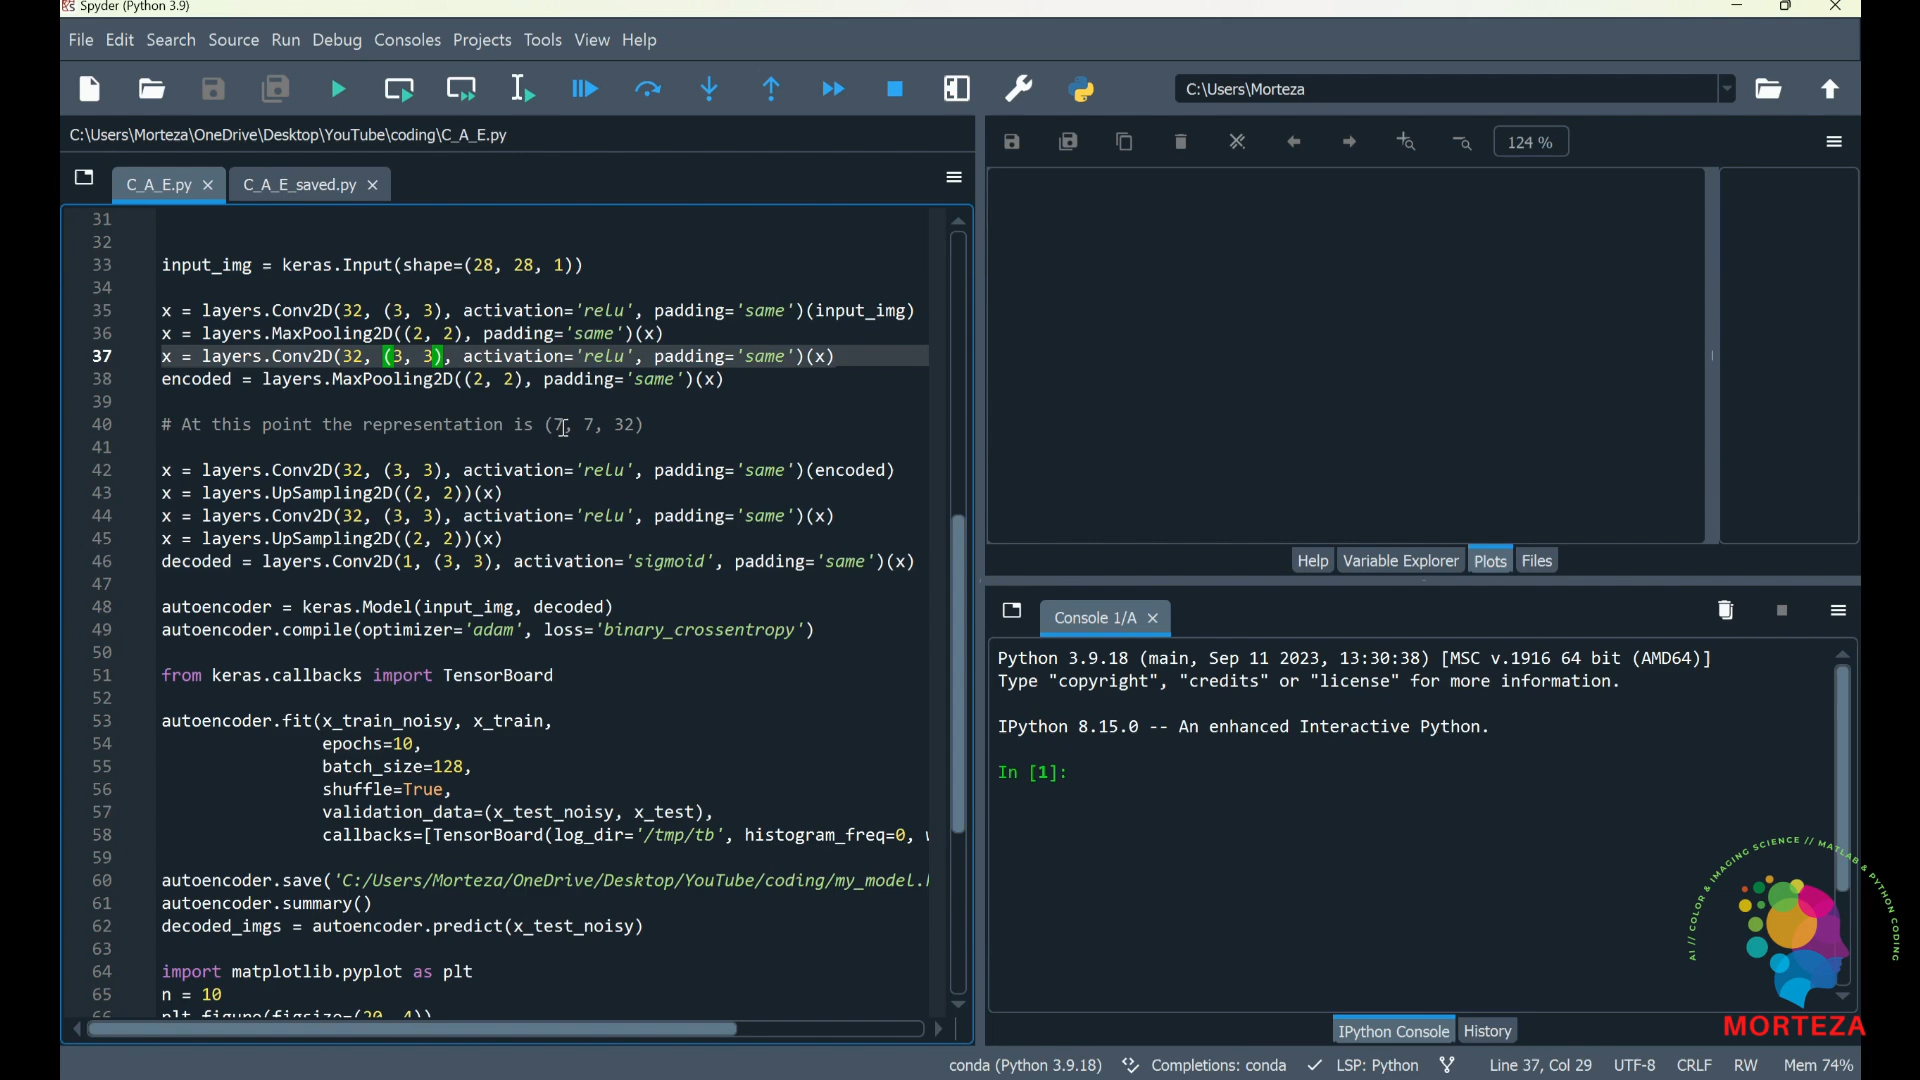 Spyder (Python 3.9)
File Edit Search Source Run Debug Consoles Projects Tools View Help
C:\Users\Morteza
C:\Users\Morteza\OneDrive\Desktop\YouTube\coding\C_A_E.py
124 %
C_A_E.py C_A_E_saved.py
31
32
33 input_img = keras.Input(shape=(28, 28, 1))
34
35 x = layers.Conv2D(32, (3, 3), activation='relu', padding='same')(input_img)
36 x = layers.MaxPooling2D((2, 2), padding='same')(x)
37 x = layers.Conv2D(32, (3, 3), activation='relu', padding='same')(x)
38 encoded = layers.MaxPooling2D((2, 2), padding='same')(x)
39
40 # At this point the representation is (7, 7, 32)
41
42 x = layers.Conv2D(32, (3, 3), activation='relu', padding='same')(encoded)
43 x = layers.UpSampling2D((2, 2))(x)
44 x = layers.Conv2D(32, (3, 3), activation='relu', padding='same')(x)
45 x = layers.UpSampling2D((2, 2))(x)
46 decoded = layers.Conv2D(1, (3, 3), activation='sigmoid', padding='same')(x)
47
48 autoencoder = keras.Model(input_img, decoded)
49 autoencoder.compile(optimizer='adam', loss='binary_crossentropy')
50
51 from keras.callbacks import TensorBoard
52
53 autoencoder.fit(x_train_noisy, x_train,
54 epochs=10,
55 batch_size=128,
56 shuffle=True,
57 validation_data=(x_test_noisy, x_test),
58 callbacks=[TensorBoard(log_dir='/tmp/tb', histogram_freq=0,
59
60 autoencoder.save('C:/Users/Morteza/OneDrive/Desktop/YouTube/coding/my_model.
61 autoencoder.summary()
62 decoded_imgs = autoencoder.predict(x_test_noisy)
63
64 import matplotlib.pyplot as plt
65 n = 10
66 plt.figure(figsize=(20, 4))
Help Variable Explorer Plots Files
Console 1/A
Python 3.9.18 (main, Sep 11 2023, 13:30:38) [MSC v.1916 64 bit (AMD64)]
Type "copyright", "credits" or "license" for more information.
IPython 8.15.0 -- An enhanced Interactive Python.
In [1]:
AI // COLOR & IMAGING SCIENCE // MATLAB & PYTHON CODING
MORTEZA
IPython Console History
conda (Python 3.9.18) Completions: conda LSP: Python Line 37, Col 29 UTF-8 CRLF RW Mem 74%